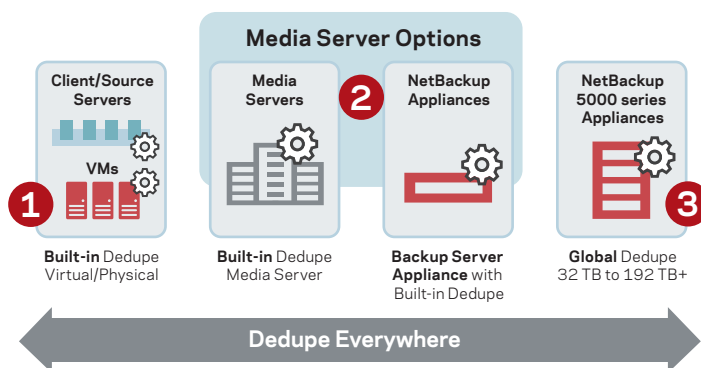 Media Server Options
Client/Source
Servers
VMs
1
Built-in Dedupe
Virtual/Physical
Media
Servers
Built-in Dedupe
Media Server
2
NetBackup
Appliances
Backup Server
Appliance with
Built-in Dedupe
NetBackup
5000 series
Appliances
3
Global Dedupe
32 TB to 192 TB+
Dedupe Everywhere